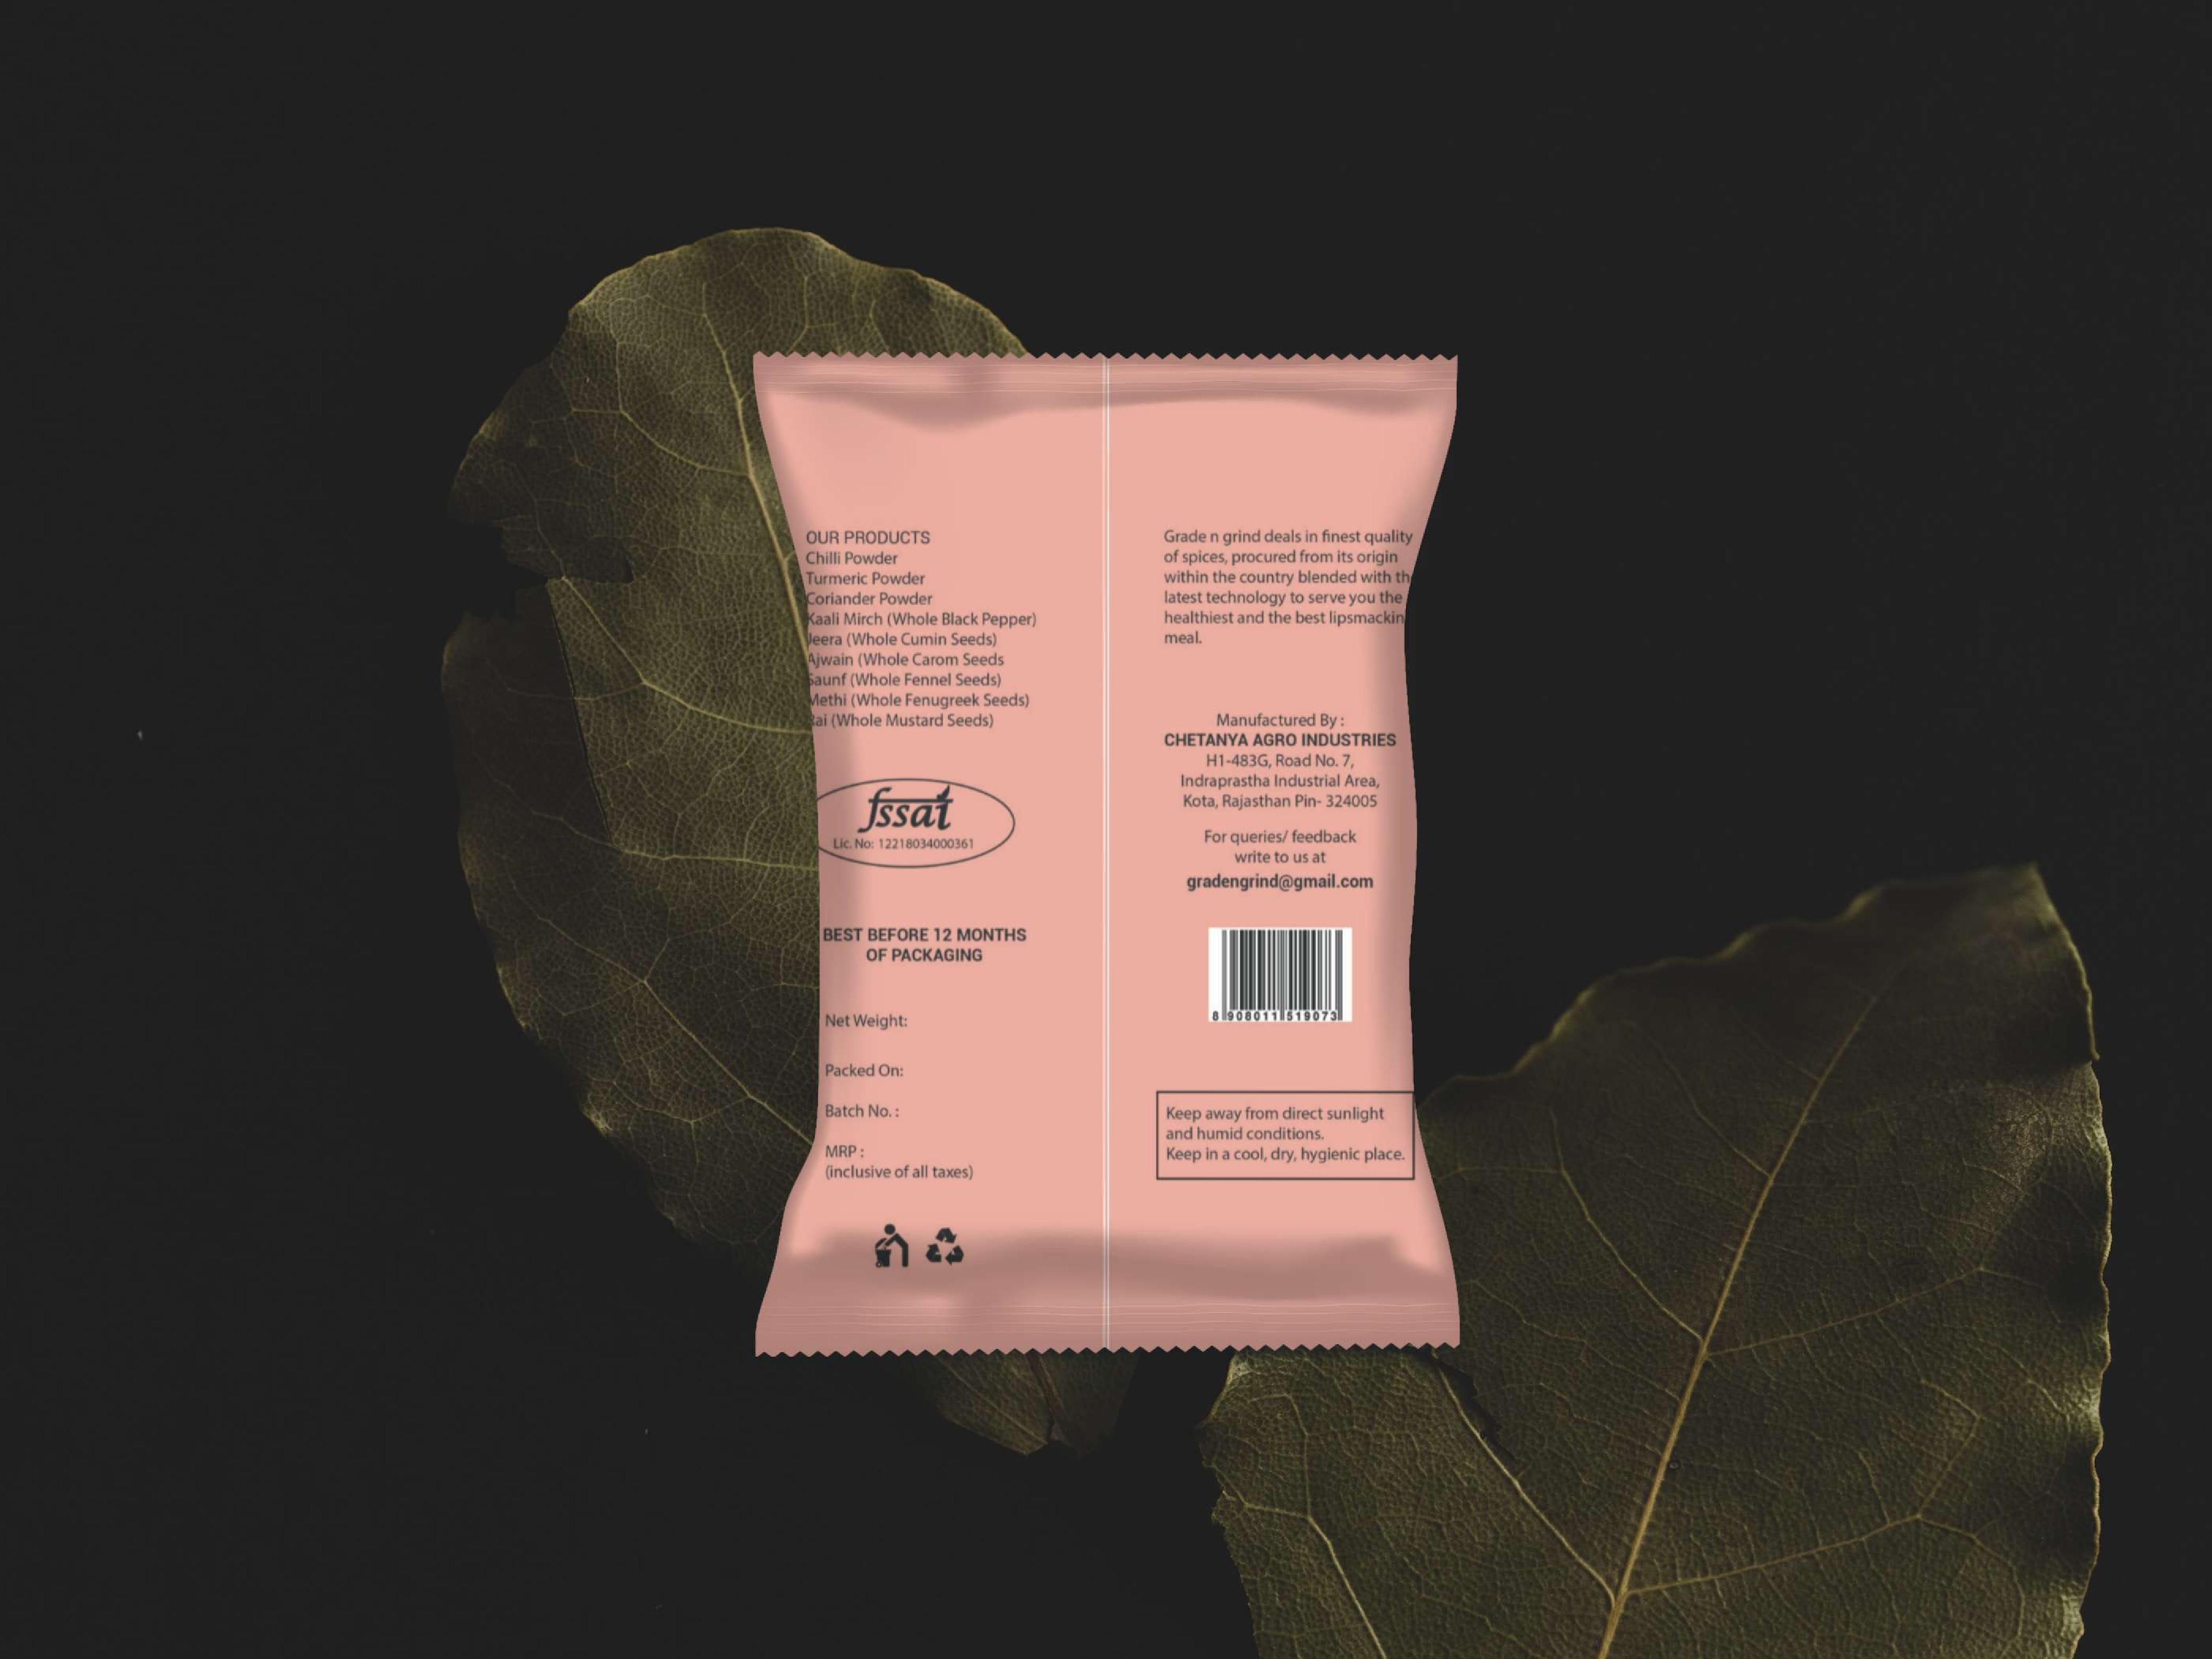 OUR PRODUCTS
Chilli Powder
Turmeric Powder
Coriander Powder
Kaali Mirch (Whole Black Pepper)
Jeera (Whole Cumin Seeds)
Ajwain (Whole Carom Seeds
Saunf (Whole Fennel Seeds)
Methi (Whole Fenugreek Seeds)
Rai (Whole Mustard Seeds)
fssai
Lic. No: 12218034000361
BEST BEFORE 12 MONTHS
OF PACKAGING
Net Weight:
Packed On:
Batch No. :
MRP :
(inclusive of all taxes)
Grade n grind deals in finest quality
of spices, procured from its origin
within the country blended with th
latest technology to serve you the
healthiest and the best lipsmackin
meal.
Manufactured By :
CHETANYA AGRO INDUSTRIES
H1-483G, Road No. 7,
Indraprastha Industrial Area,
Kota, Rajasthan Pin- 324005
For queries/ feedback
write to us at
gradengrind@gmail.com
8 908011 519073
Keep away from direct sunlight
and humid conditions.
Keep in a cool, dry, hygienic place.